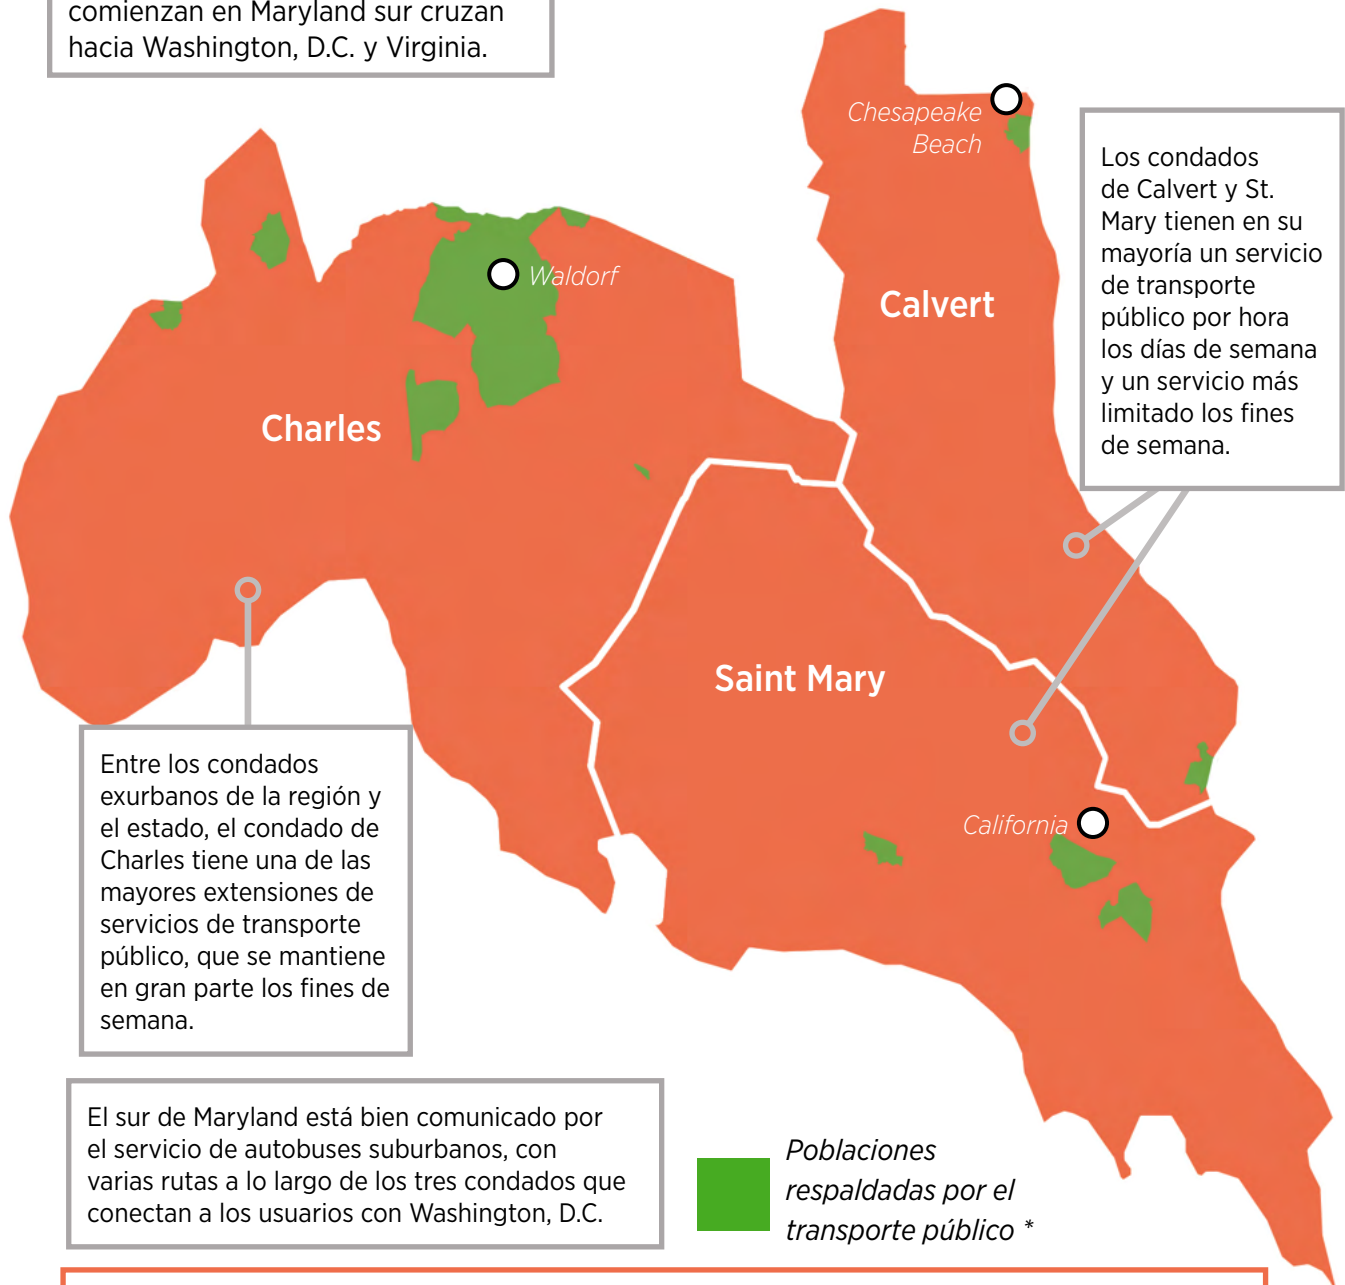 comienzan en Maryland sur cruzan
hacia Washington, D.C. y Virginia.
Chesapeake
Beach
Los condados
de Calvert y St.
Mary tienen en su
mayoría un servicio
de transporte
público por hora
los días de semana
y un servicio más
limitado los fines
de semana.
Waldorf
Calvert
Charles
Saint Mary
California
Entre los condados
exurbanos de la región y
el estado, el condado de
Charles tiene una de las
mayores extensiones de
servicios de transporte
público, que se mantiene
en gran parte los fines de
semana.
El sur de Maryland está bien comunicado por
el servicio de autobuses suburbanos, con
varias rutas a lo largo de los tres condados que
conectan a los usuarios con Washington, D.C.
Poblaciones
respaldadas por el
transporte público *